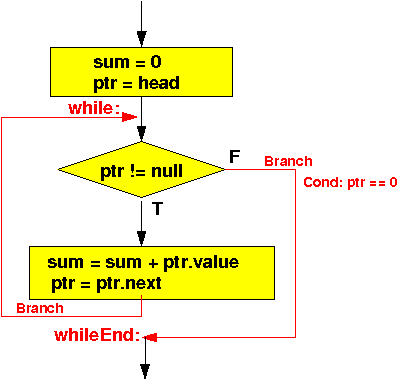 sum = 0
ptr = head
while:
ptr != null
F
Branch
Cond: ptr == 0
T
sum = sum + ptr.value
ptr = ptr.next
Branch
whileEnd: